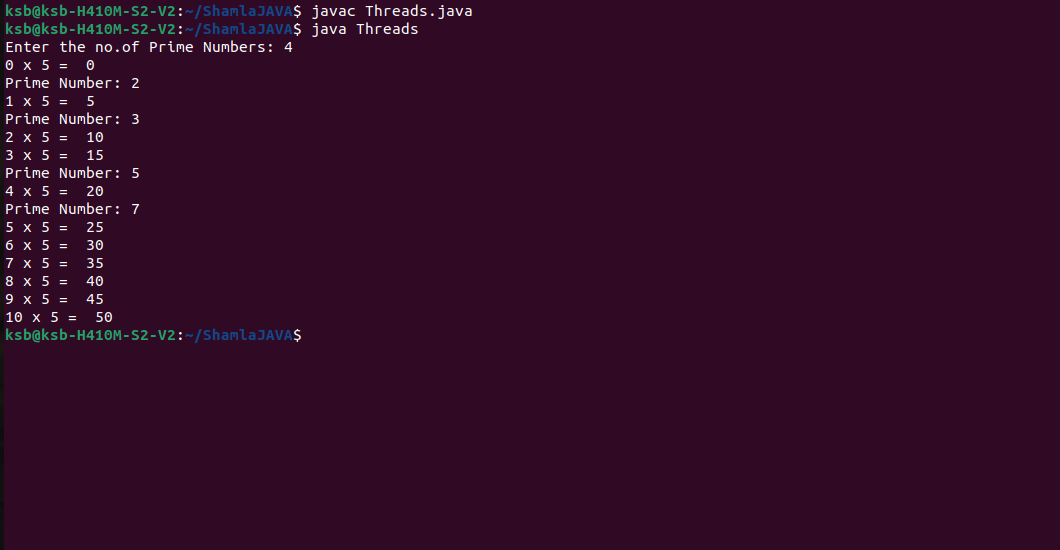 ksb@ksb-H410M-S2-V2:~/ShamlaJAVA$ javac Threads.java
ksb@ksb-H410M-S2-V2:~/ShamlaJAVA$ java Threads
Enter the no.of Prime Numbers: 4
0 x 5 =  0
Prime Number: 2
1 x 5 =  5
Prime Number: 3
2 x 5 =  10
3 x 5 =  15
Prime Number: 5
4 x 5 =  20
Prime Number: 7
5 x 5 =  25
6 x 5 =  30
7 x 5 =  35
8 x 5 =  40
9 x 5 =  45
10 x 5 =  50
ksb@ksb-H410M-S2-V2:~/ShamlaJAVA$